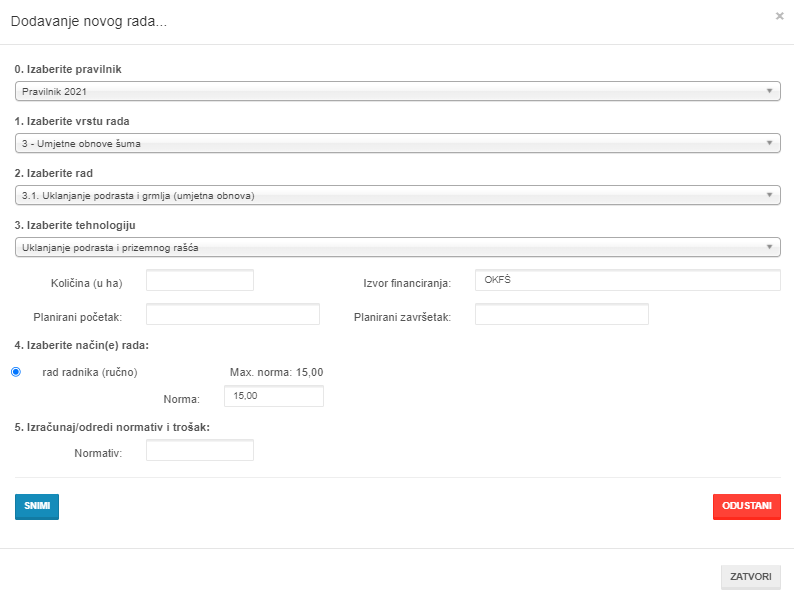 Dodavanje novog rada...
×
0. Izaberite pravilnik
Pravilnik 2021
1. Izaberite vrstu rada
3 - Umjetne obnove šuma
2. Izaberite rad
3.1. Uklanjanje podrasta i grmlja (umjetna obnova)
3. Izaberite tehnologiju
Uklanjanje podrasta i prizemnog rašća
Količina (u ha) Izvor financiranja: OKFŠ
Planirani početak: Planirani završetak:
4. Izaberite način(e) rada:
rad radnika (ručno) Max. norma: 15,00
Norma: 15,00
5. Izračunaj/odredi normativ i trošak:
Normativ:
SNIMI ODUSTANI
ZATVORI